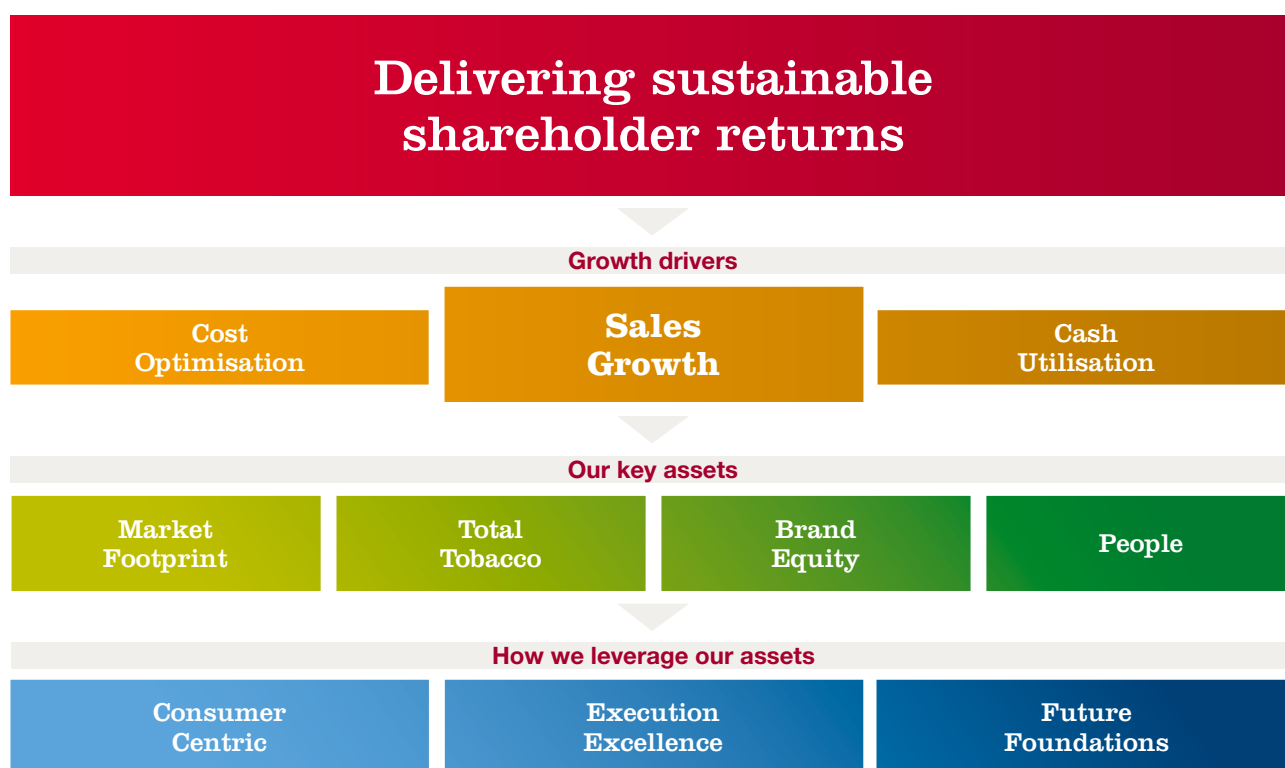 Delivering sustainable
shareholder returns
Growth drivers
Cost
Optimisation
Sales
Growth
Cash
Utilisation
Our key assets
Market
Footprint
Total
Tobacco
Brand
Equity
People
How we leverage our assets
Consumer
Centric
Execution
Excellence
Future
Foundations